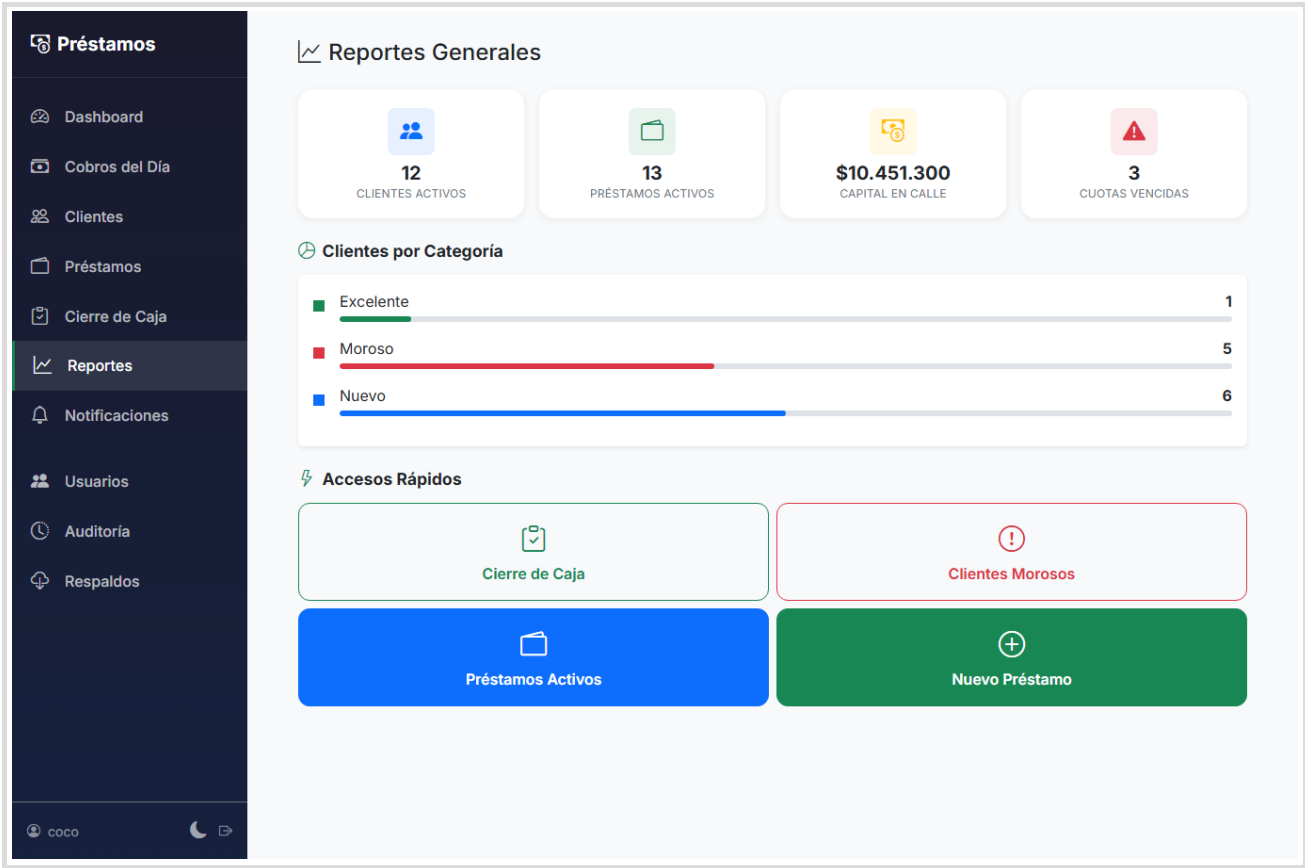 Préstamos
Dashboard
Cobros del Día
Clientes
Préstamos
Cierre de Caja
Reportes
Notificaciones
Usuarios
Auditoría
Respaldos
coco
Reportes Generales
12
CLIENTES ACTIVOS
13
PRÉSTAMOS ACTIVOS
$10.451.300
CAPITAL EN CALLE
3
CUOTAS VENCIDAS
Clientes por Categoría
Excelente 1
Moroso 5
Nuevo 6
Accesos Rápidos
Cierre de Caja
Clientes Morosos
Préstamos Activos
Nuevo Préstamo